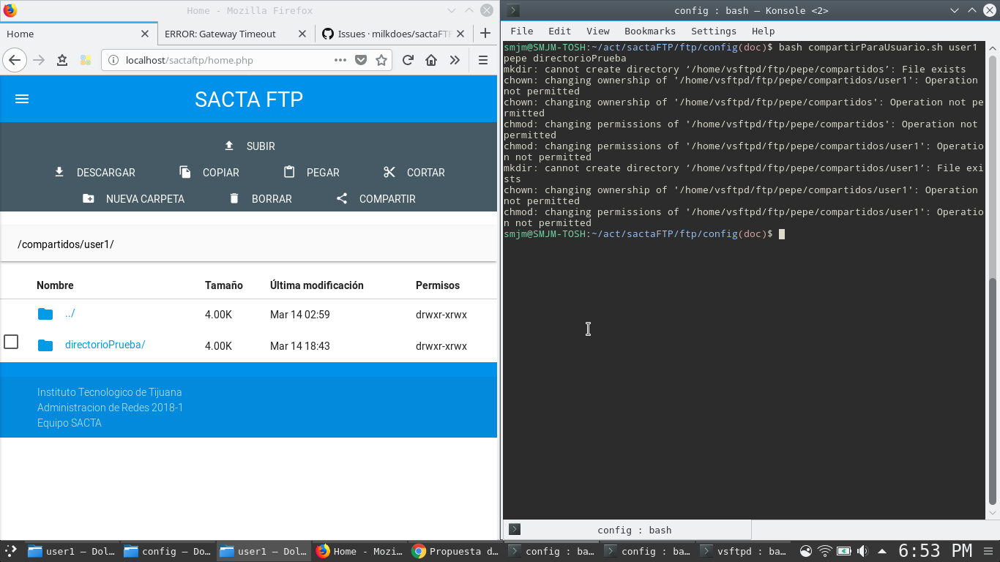 Home - Mozilla Firefox
Home
ERROR: Gateway Timeout
Issues · milkdoes/sactaFT
localhost/sactaftp/home.php
SACTA FTP
SUBIR
DESCARGAR COPIAR PEGAR CORTAR
NUEVA CARPETA BORRAR COMPARTIR
/compartidos/user1/
Nombre Tamaño Última modificación Permisos
../ 4.00K Mar 14 02:59 drwxr-xrwx
directorioPrueba/ 4.00K Mar 14 18:43 drwxr-xrwx
Instituto Tecnologico de Tijuana
Administracion de Redes 2018-1
Equipo SACTA
config : bash — Konsole <2>
File Edit View Bookmarks Settings Help
smjm@SMJM-TOSH:~/act/sactaFTP/ftp/config(doc)$ bash compartirParaUsuario.sh user1
pepe directorioPrueba
mkdir: cannot create directory ‘/home/vsftpd/ftp/pepe/compartidos’: File exists
chown: changing ownership of '/home/vsftpd/ftp/pepe/compartidos/user1': Operation
not permitted
chown: changing ownership of '/home/vsftpd/ftp/pepe/compartidos': Operation not pe
rmitted
chmod: changing permissions of '/home/vsftpd/ftp/pepe/compartidos': Operation not
permitted
chmod: changing permissions of '/home/vsftpd/ftp/pepe/compartidos/user1': Operatio
n not permitted
mkdir: cannot create directory ‘/home/vsftpd/ftp/pepe/compartidos/user1’: File exi
sts
chown: changing ownership of '/home/vsftpd/ftp/pepe/compartidos/user1': Operation
not permitted
chmod: changing permissions of '/home/vsftpd/ftp/pepe/compartidos/user1': Operatio
n not permitted
smjm@SMJM-TOSH:~/act/sactaFTP/ftp/config(doc)$
config : bash
user1 — Dol... config — Do... user1 — Dol... Home - Mozi... Propuesta d... config : ba... config : ba... vsftpd : ba... 6:53 PM